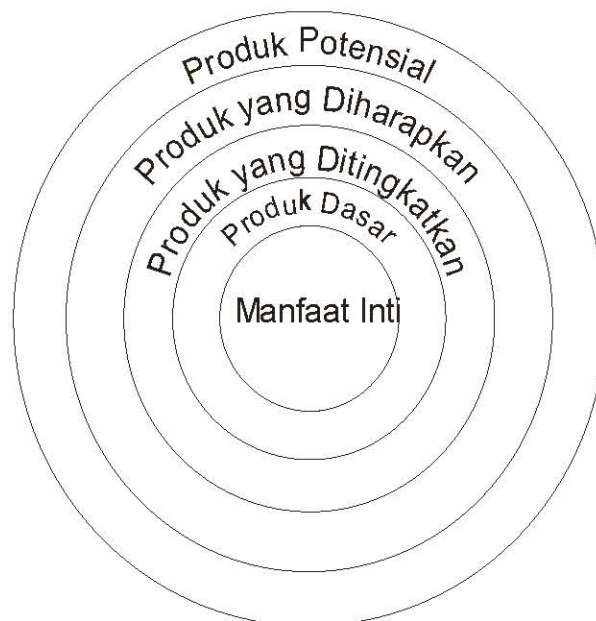 Produk Potensial
Produk yang Diharapkan
Produk yang Ditingkatkan
Produk Dasar
Manfaat Inti